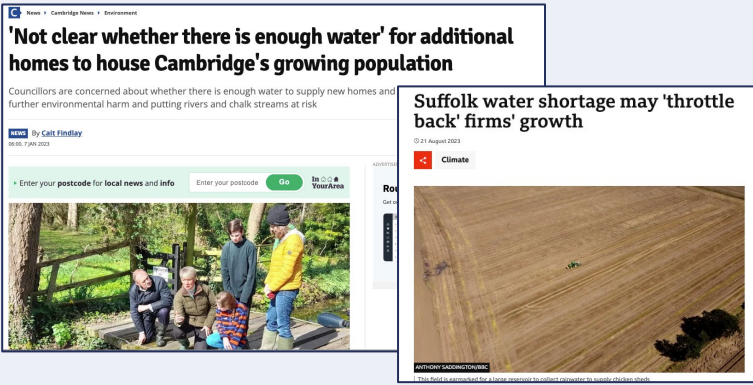 C News Cambridge News Environment
'Not clear whether there is enough water' for additional
homes to house Cambridge's growing population
Councillors are concerned about whether there is enough water to supply new homes and
further environmental harm and putting rivers and chalk streams at risk
NEWS By Cait Findlay
06:00, 7 JAN 2023
Enter your postcode for local news and info
Enter your postcode
Go
In
YourArea
Suffolk water shortage may 'throttle
back' firms' growth
21 August 2023
Climate
ANTHONY SADDINGTON/BBC
This field is earmarked for a large reservoir to collect rainwater to supply chicken sheds